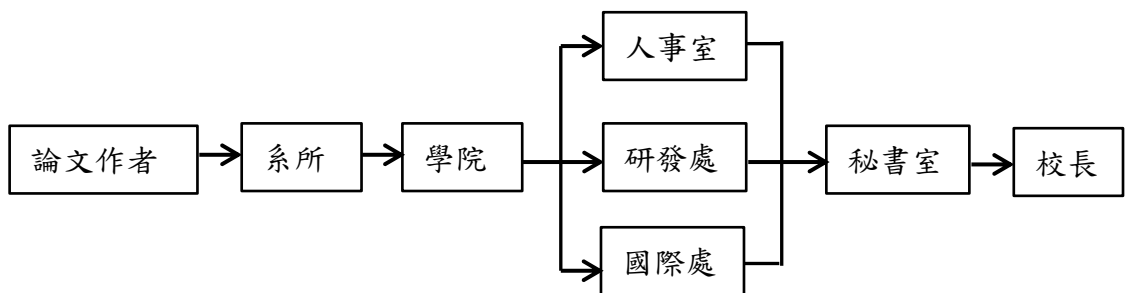 論文作者
系所
學院
人事室
研發處
國際處
秘書室
校長